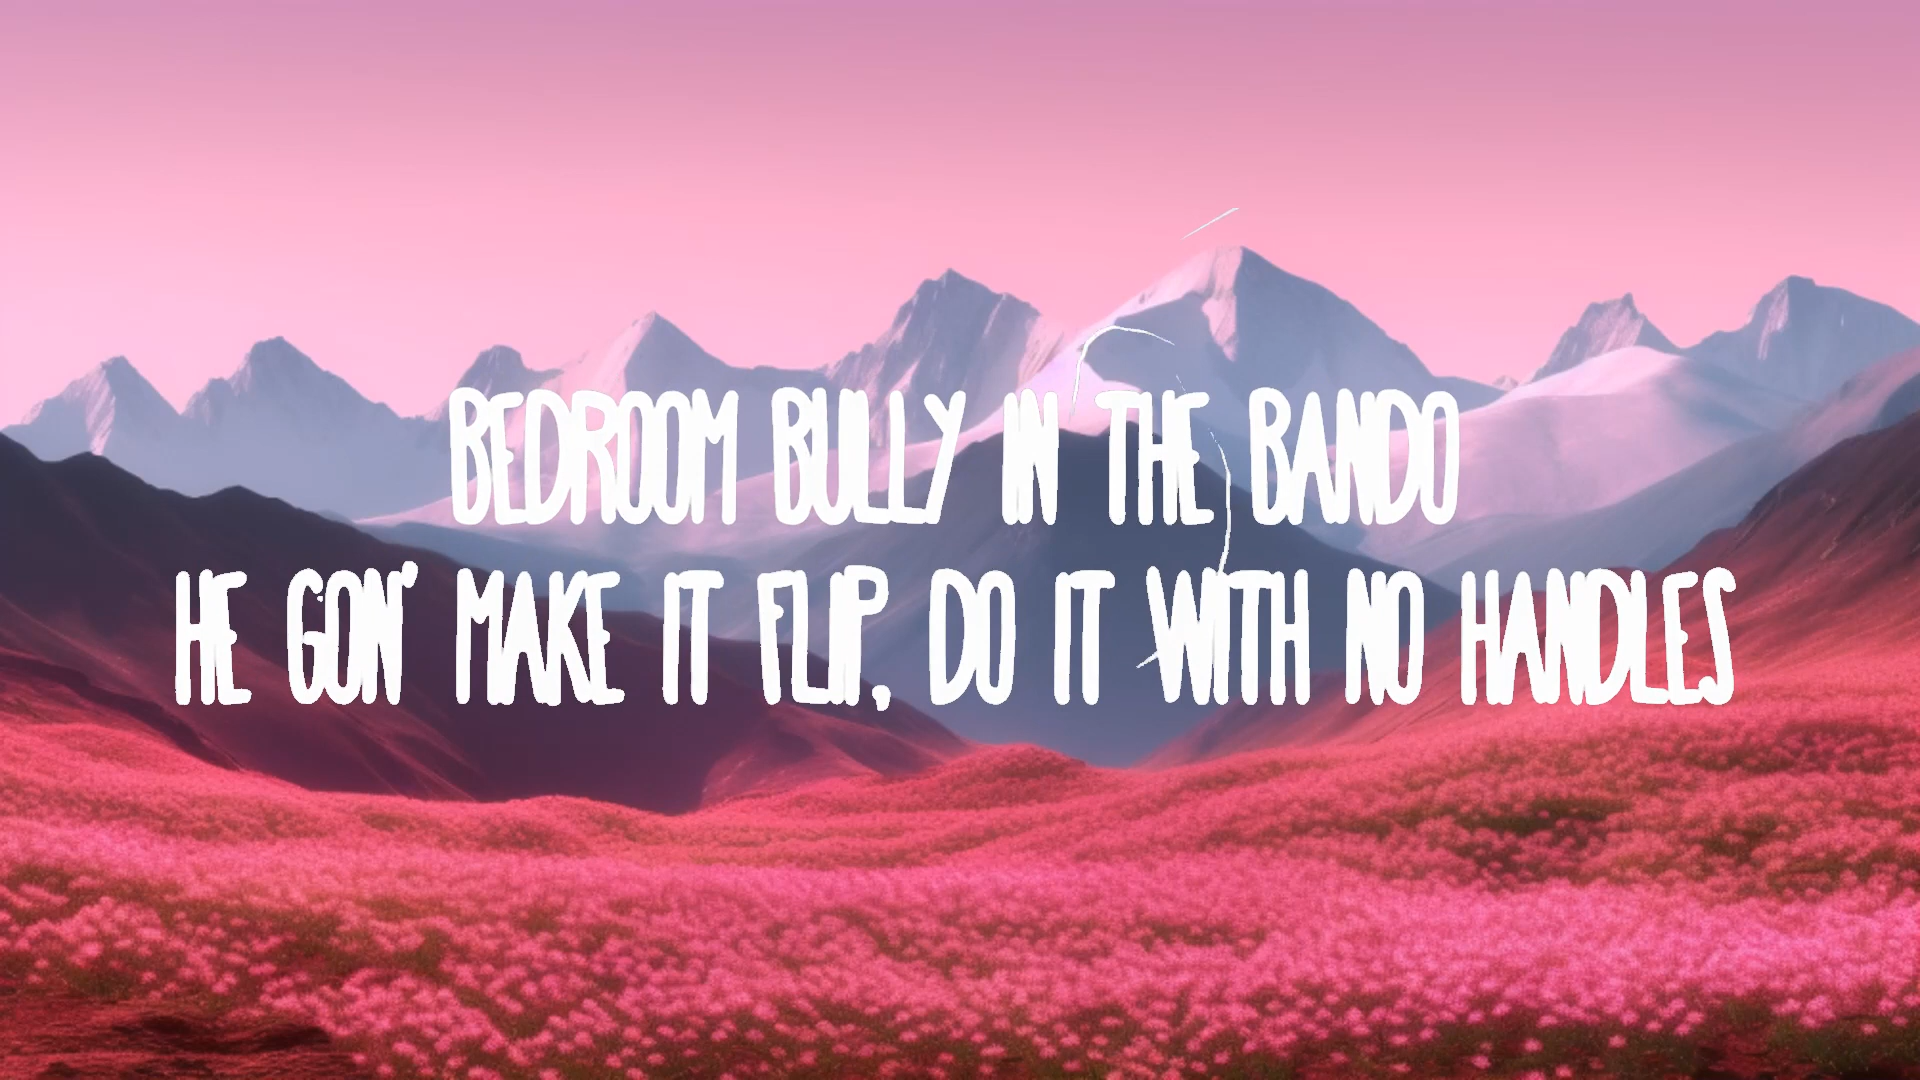 BEDROOM BULLY IN THE BANDO
HE GON' MAKE IT FLIP, DO IT WITH NO HANDLES